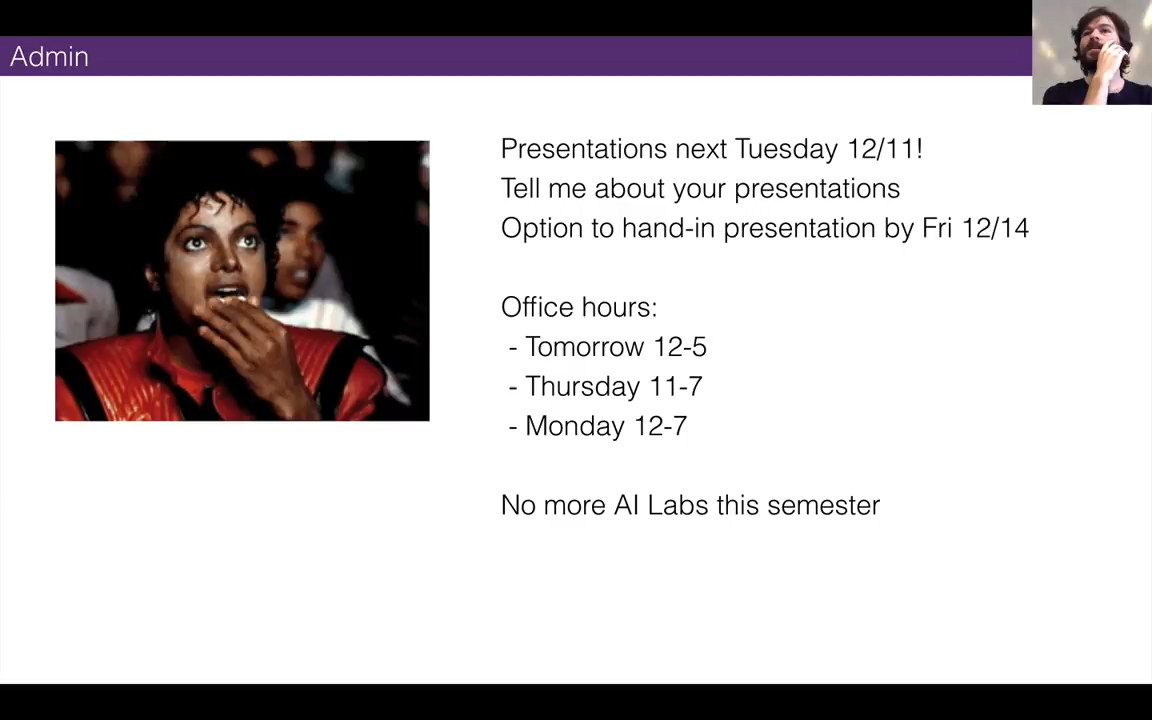 Admin
Presentations next Tuesday 12/11!
Tell me about your presentations
Option to hand-in presentation by Fri 12/14
Office hours:
- Tomorrow 12-5
- Thursday 11-7
- Monday 12-7
No more AI Labs this semester